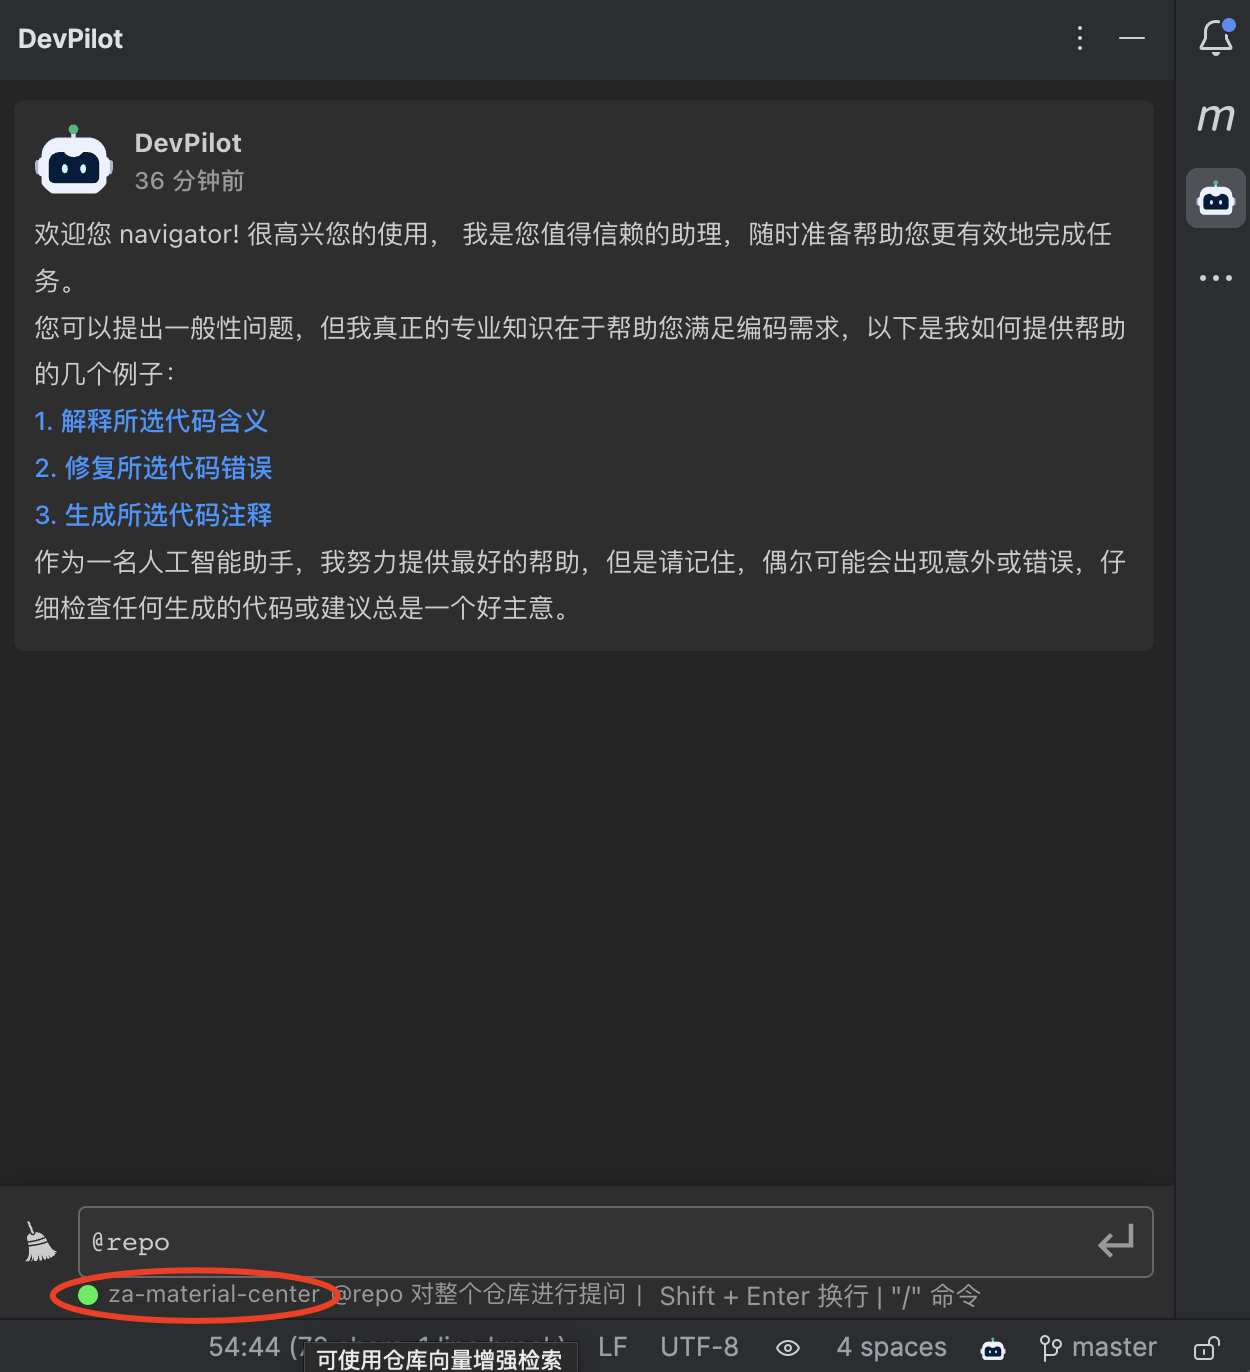 DevPilot
m
DevPilot
36 分钟前
欢迎您 navigator! 很高兴您的使用， 我是您值得信赖的助理，随时准备帮助您更有效地完成任
务。
您可以提出一般性问题，但我真正的专业知识在于帮助您满足编码需求，以下是我如何提供帮助
的几个例子：
1. 解释所选代码含义
2. 修复所选代码错误
3. 生成所选代码注释
作为一名人工智能助手，我努力提供最好的帮助，但是请记住，偶尔可能会出现意外或错误，仔
细检查任何生成的代码或建议总是一个好主意。
@repo
za-material-center @repo 对整个仓库进行提问 | Shift + Enter 换行 | "/" 命令
54:44 LF UTF-8 4 spaces master
可使用仓库向量增强检索